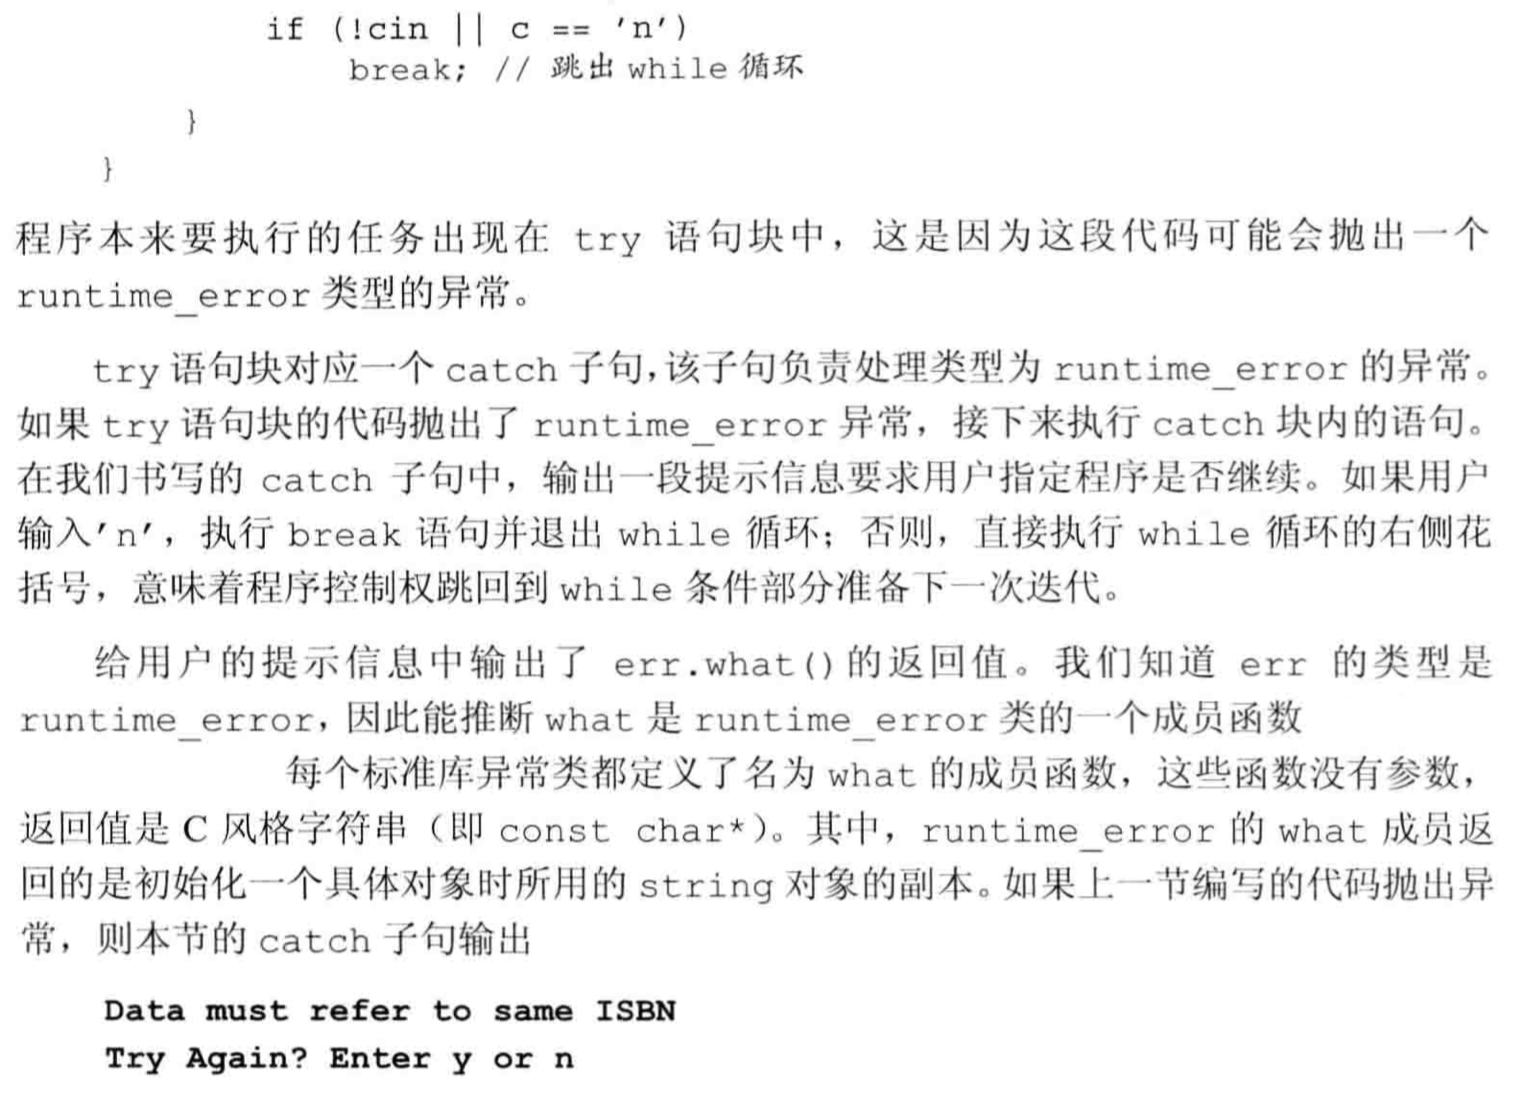 if (!cin || c == 'n')
break; // 跳出 while 循环
}
}
程序本来要执行的任务出现在 try 语句块中，这是因为这段代码可能会抛出一个
runtime_error 类型的异常。
try 语句块对应一个 catch 子句，该子句负责处理类型为 runtime_error 的异常。
如果 try 语句块的代码抛出了 runtime_error 异常，接下来执行 catch 块内的语句。
在我们书写的 catch 子句中，输出一段提示信息要求用户指定程序是否继续。如果用户
输入'n'，执行 break 语句并退出 while 循环；否则，直接执行 while 循环的右侧花
括号，意味着程序控制权跳回到 while 条件部分准备下一次迭代。
给用户的提示信息中输出了 err.what()的返回值。我们知道 err 的类型是
runtime_error，因此能推断 what 是 runtime_error 类的一个成员函数
每个标准库异常类都定义了名为 what 的成员函数，这些函数没有参数，
返回值是 C 风格字符串（即 const char*）。其中，runtime_error 的 what 成员返
回的是初始化一个具体对象时所用的 string 对象的副本。如果上一节编写的代码抛出异
常，则本节的 catch 子句输出
Data must refer to same ISBN
Try Again? Enter y or n